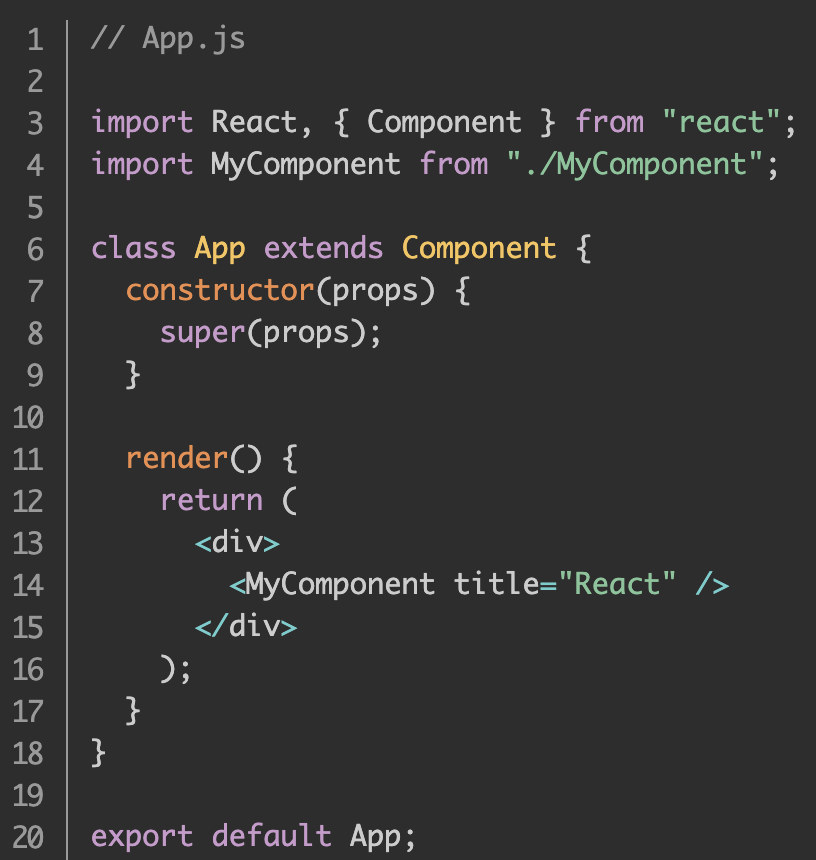 1 // App.js
2
3 import React, { Component } from "react";
4 import MyComponent from "./MyComponent";
5
6 class App extends Component {
7   constructor(props) {
8     super(props);
9   }
10
11   render() {
12     return (
13       <div>
14         <MyComponent title="React" />
15       </div>
16     );
17   }
18 }
19
20 export default App;